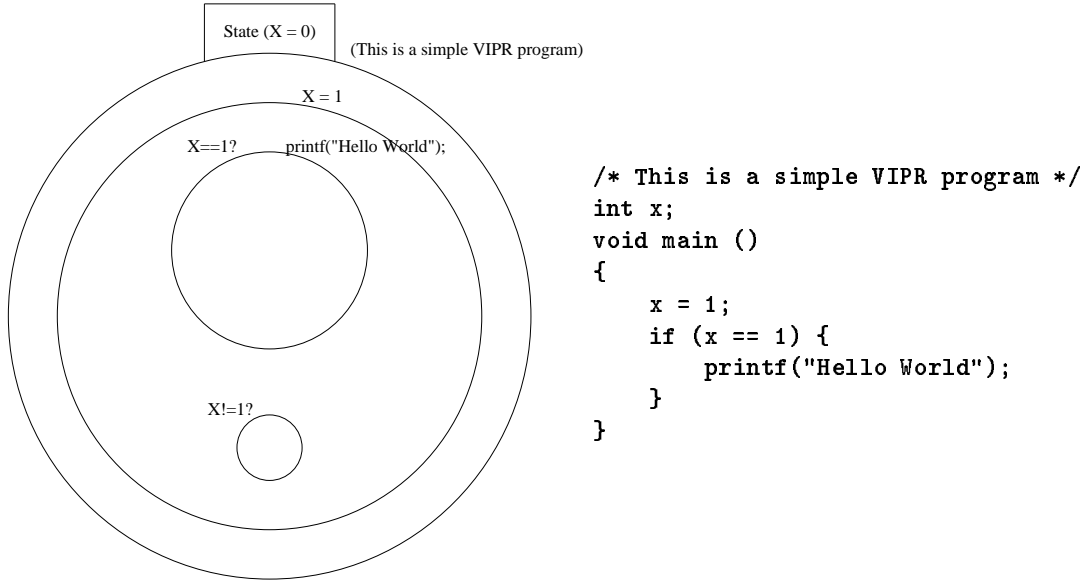 State (X = 0)
(This is a simple VIPR program)
X = 1
X==1?
printf("Hello World");
X!=1?
/* This is a simple VIPR program */
int x;
void main ()
{
    x = 1;
    if (x == 1) {
        printf("Hello World");
    }
}